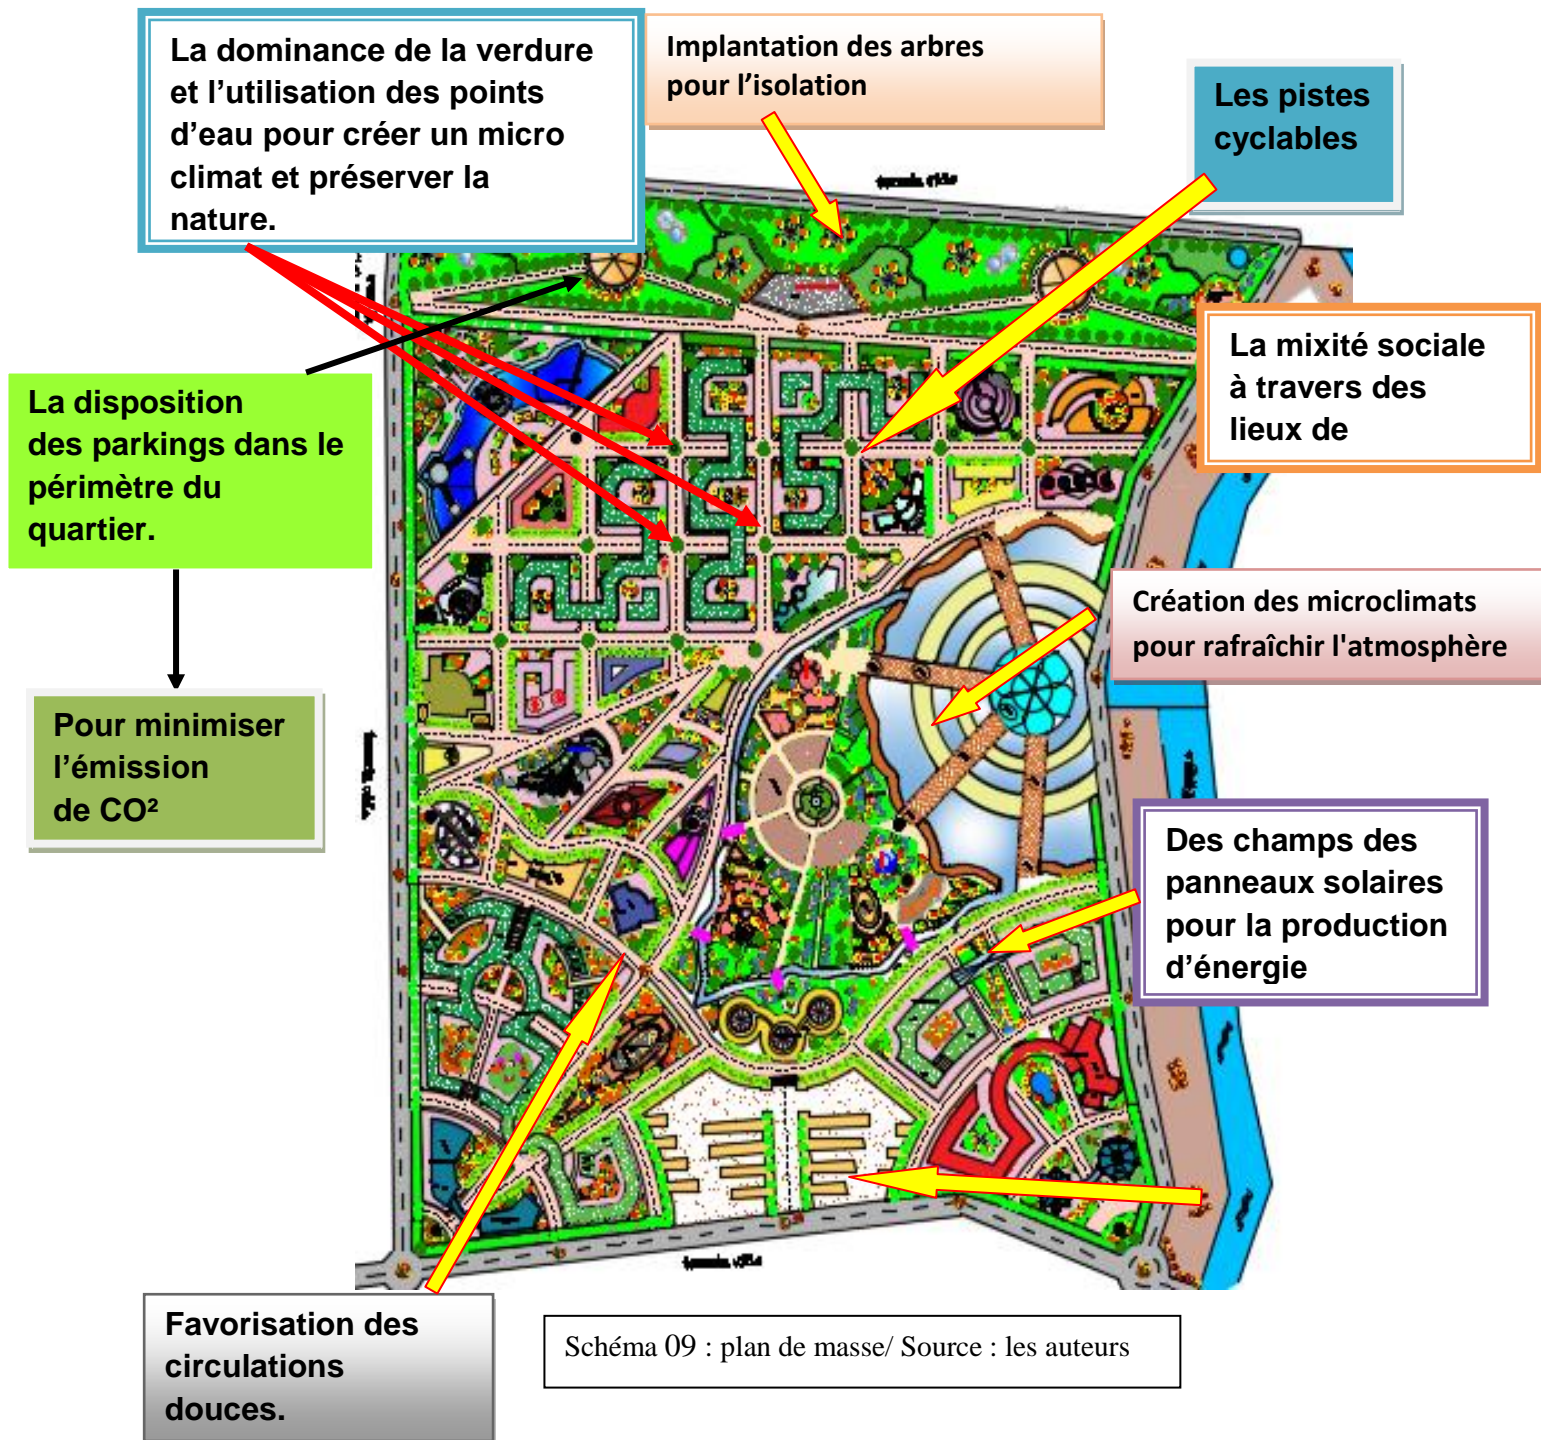 La dominance de la verdure
et l’utilisation des points
d’eau pour créer un micro
climat et préserver la
nature.
Implantation des arbres
pour l’isolation
Les pistes
cyclables
La mixité sociale
à travers des
lieux de
La disposition
des parkings dans le
périmètre du
quartier.
Création des microclimats
pour rafraîchir l'atmosphère
Pour minimiser
l’émission
de CO²
Des champs des
panneaux solaires
pour la production
d’énergie
Favorisation des
circulations
douces.
Schéma 09 : plan de masse/ Source : les auteurs